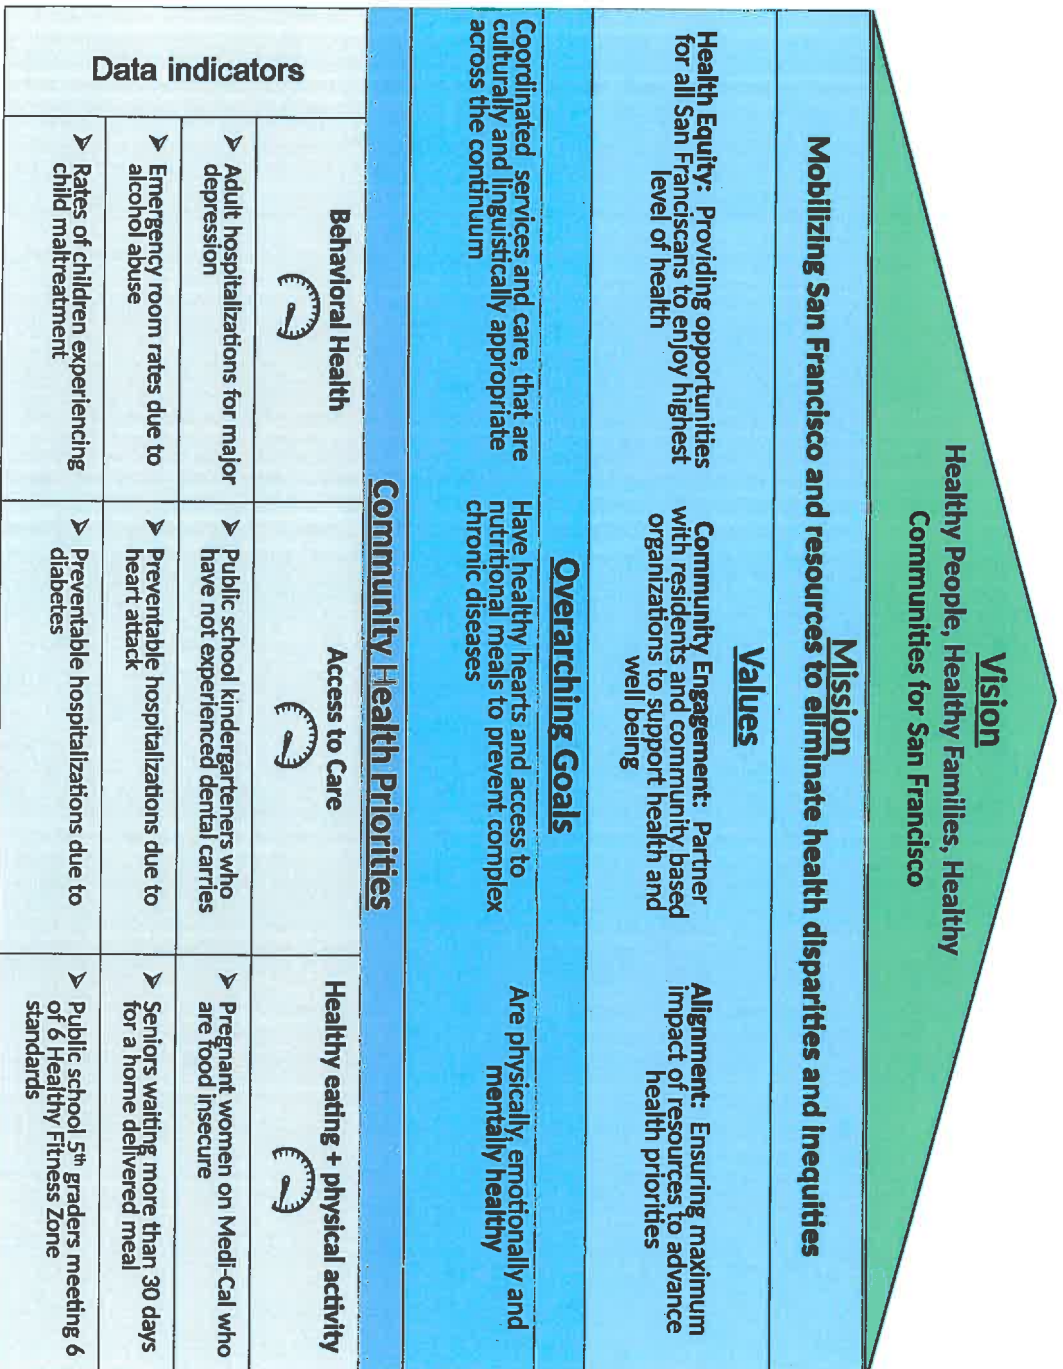 Vision
Healthy People, Healthy Families, Healthy
Communities for San Francisco
Mission
Mobilizing San Francisco and resources to eliminate health disparities and inequities
Values
Health Equity: Providing opportunities
for all San Franciscans to enjoy highest
level of health
Community Engagement: Partner
with residents and community based
organizations to support health and
well being
Alignment: Ensuring maximum
impact of resources to advance
health priorities
Overarching Goals
Coordinated services and care, that are
culturally and linguistically appropriate
across the continuum
Have healthy hearts and access to
nutritional meals to prevent complex
chronic diseases
Are physically, emotionally and
mentally healthy
Community Health Priorities
Data indicators
Behavioral Health
Access to Care
Healthy eating + physical activity
➢ Adult hospitalizations for major
depression
➢ Public school kindergarteners who
have not experienced dental carries
➢ Pregnant women on Medi-Cal who
are food insecure
➢ Emergency room rates due to
alcohol abuse
➢ Preventable hospitalizations due to
heart attack
➢ Seniors waiting more than 30 days
for a home delivered meal
➢ Rates of children experiencing
child maltreatment
➢ Preventable hospitalizations due to
diabetes
➢ Public school 5th graders meeting 6
of 6 Healthy Fitness Zone
standards